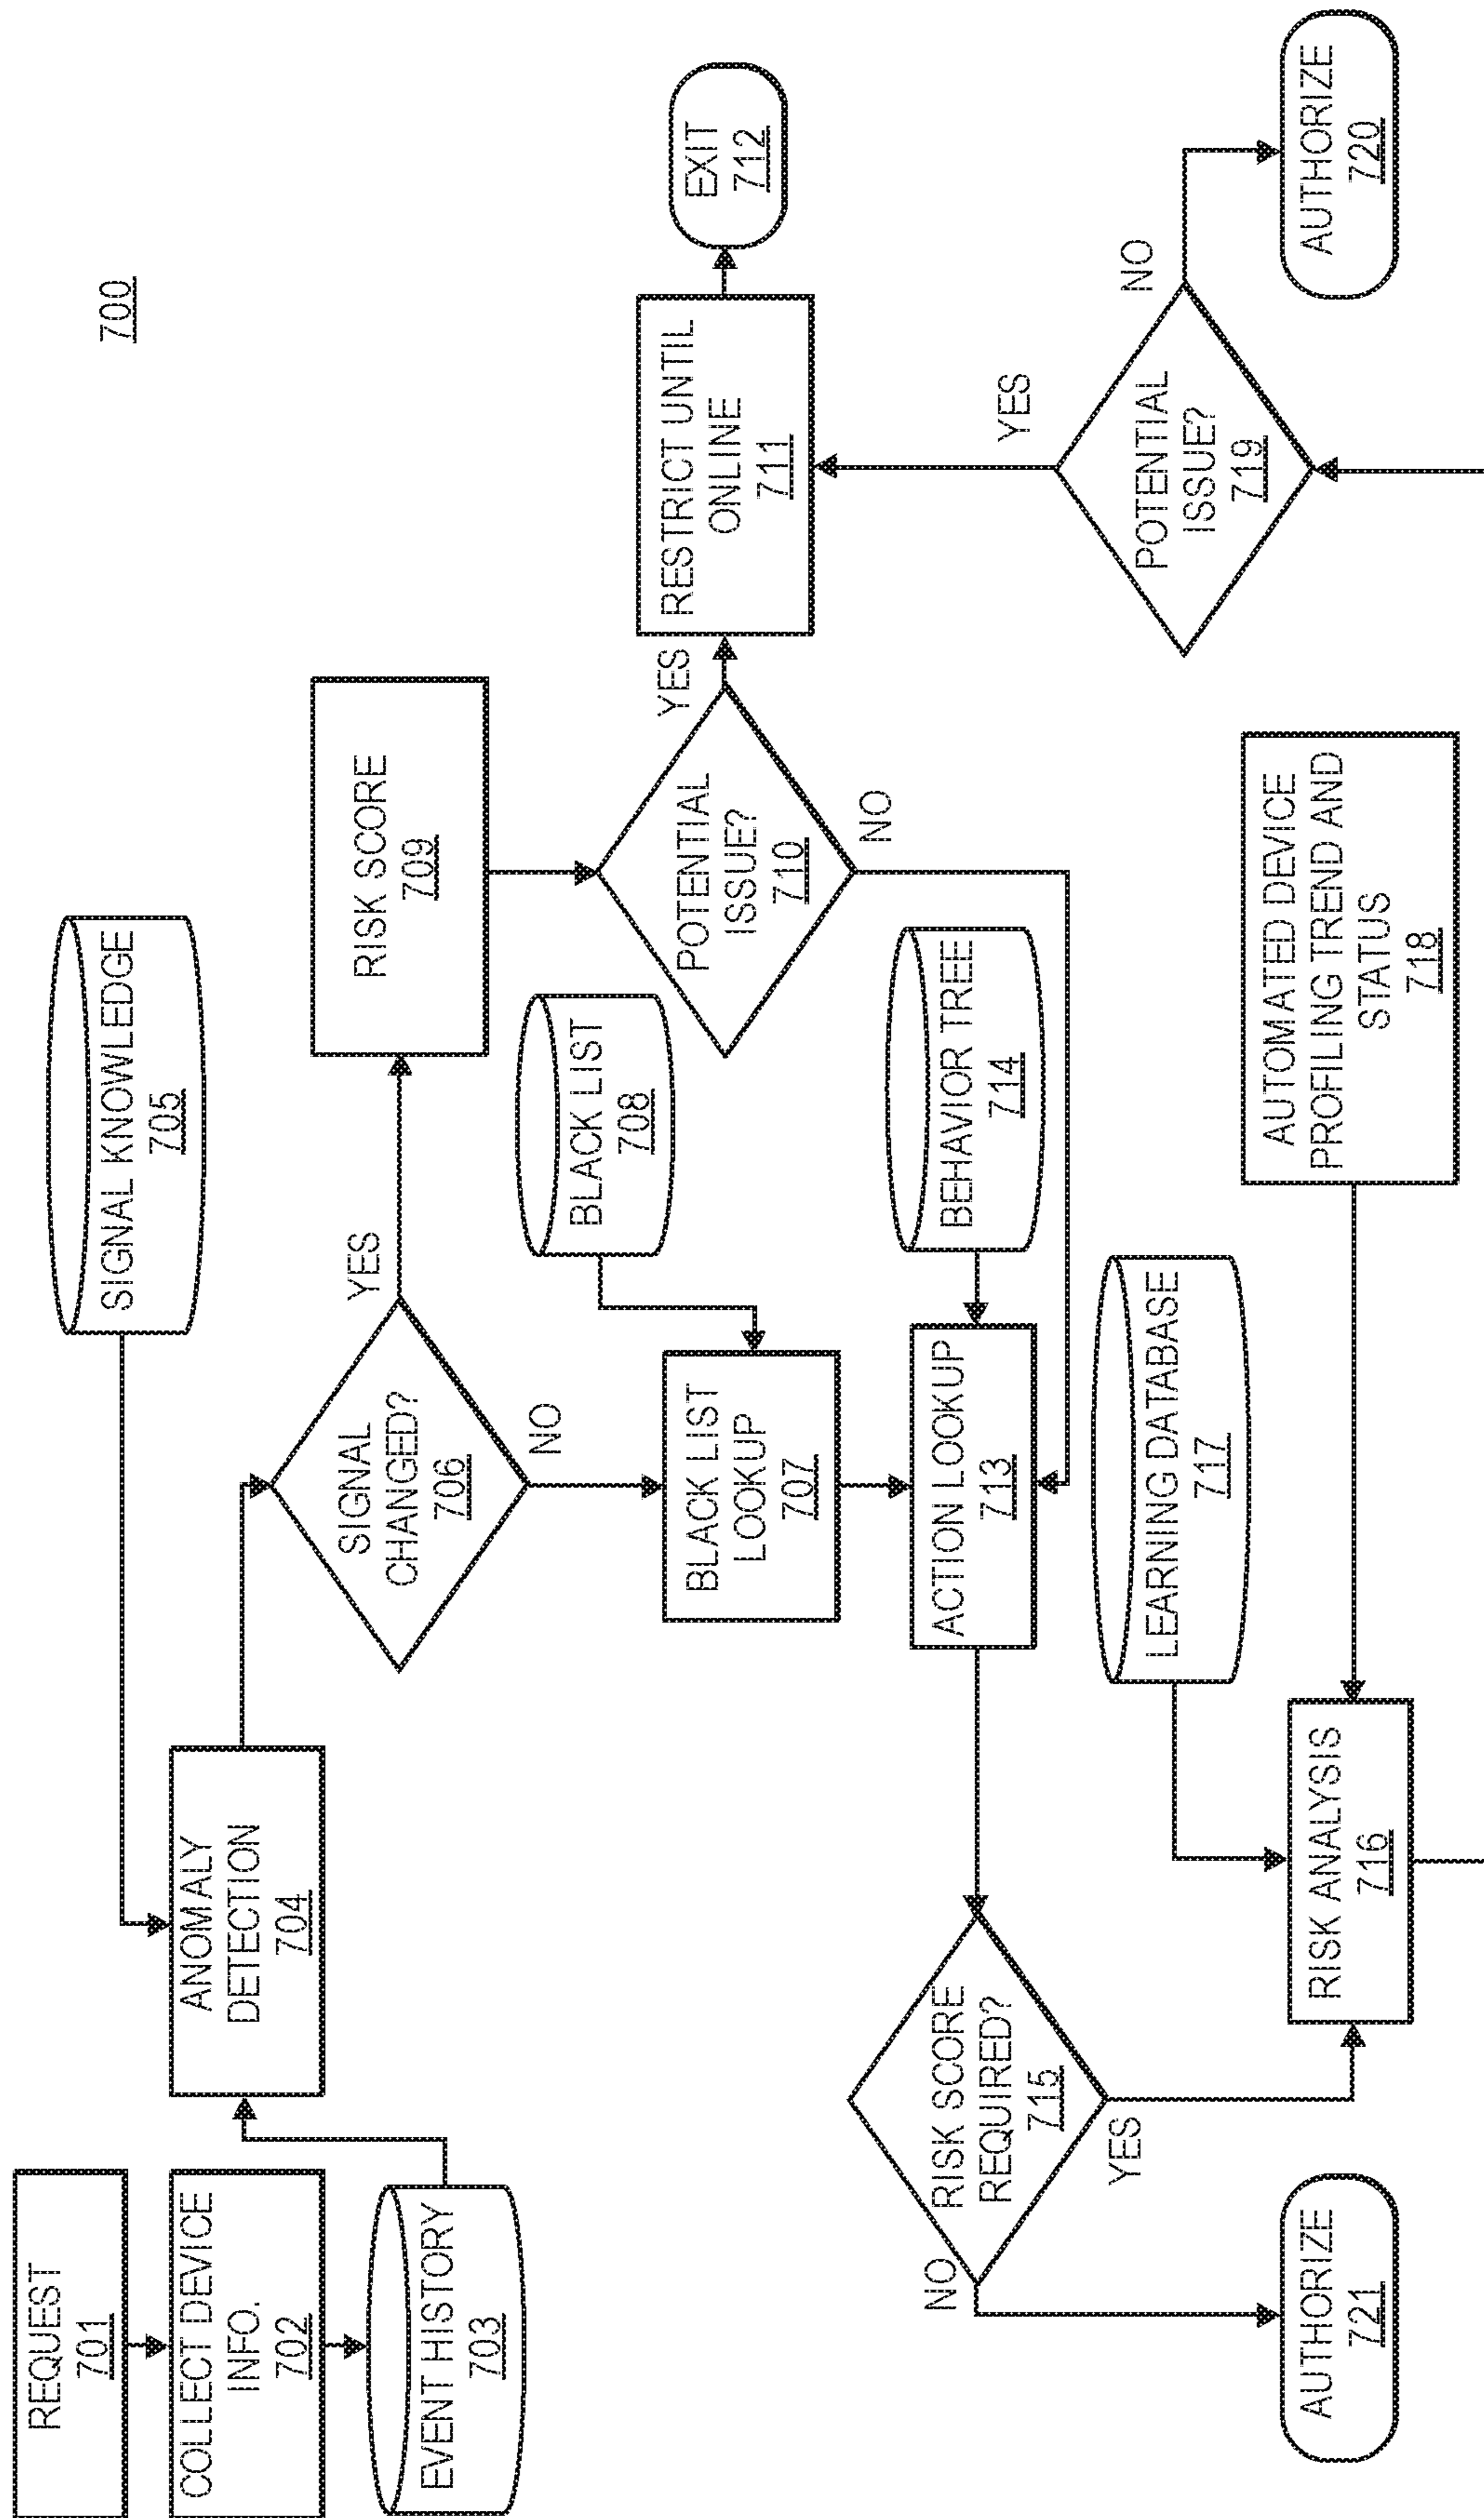 700
REQUEST
701
COLLECT DEVICE
INFO.
702
EVENT HISTORY
703
ANOMALY
DETECTION
704
SIGNAL KNOWLEDGE
705
SIGNAL
CHANGED?
706
YES
NO
BLACK LIST
LOOKUP
707
BLACK LIST
708
RISK SCORE
709
POTENTIAL
ISSUE?
710
YES
NO
RESTRICT UNTIL
ONLINE
711
EXIT
712
ACTION LOOKUP
713
BEHAVIOR TREE
714
RISK SCORE
REQUIRED?
715
NO
YES
RISK ANALYSIS
716
LEARNING DATABASE
717
AUTOMATED DEVICE
PROFILING TREND AND
STATUS
718
POTENTIAL
ISSUE?
719
YES
NO
AUTHORIZE
720
AUTHORIZE
721